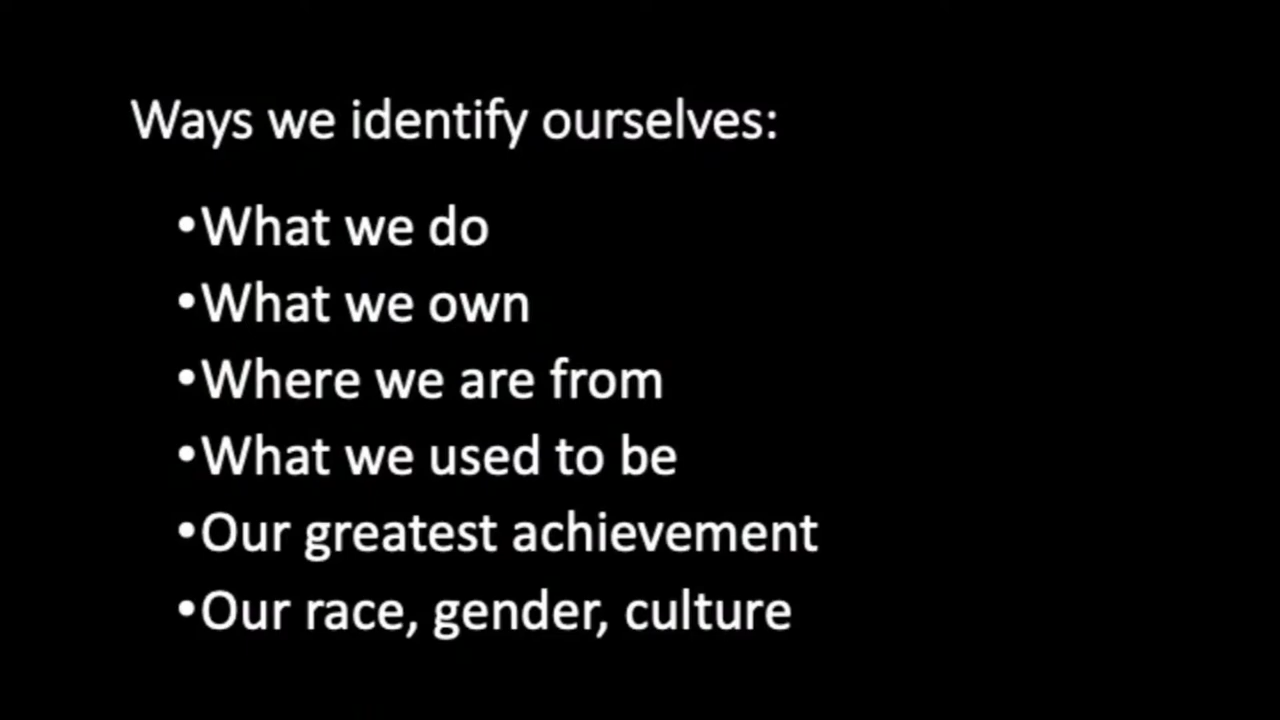 Ways we identify ourselves:
•What we do
•What we own
•Where we are from
•What we used to be
•Our greatest achievement
•Our race, gender, culture